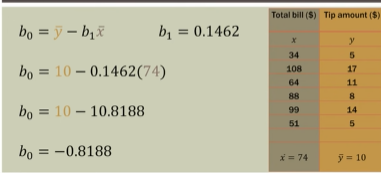 b₀ = ȳ − b₁x̄
b₁ = 0.1462
b₀ = 10 − 0.1462(74)
b₀ = 10 − 10.8188
b₀ = −0.8188
Total bill ($) Tip amount ($)
x y
34 5
108 17
64 11
88 8
99 14
51 5
x̄ = 74 ȳ = 10